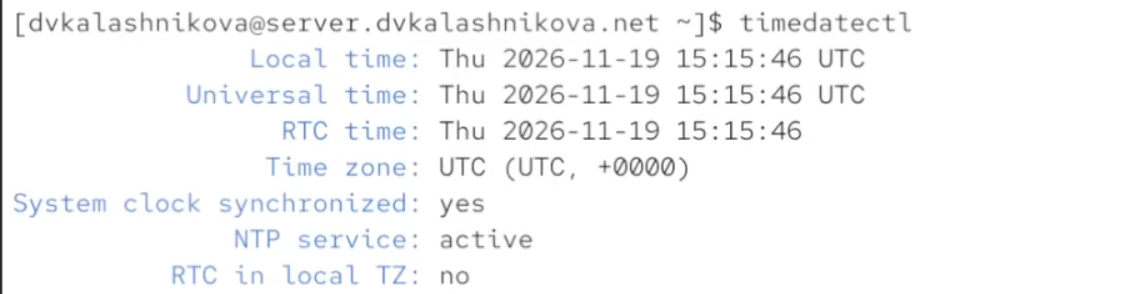 [dvkalashnikova@server.dvkalashnikova.net ~]$ timedatectl
Local time: Thu 2026-11-19 15:15:46 UTC
Universal time: Thu 2026-11-19 15:15:46 UTC
RTC time: Thu 2026-11-19 15:15:46
Time zone: UTC (UTC, +0000)
System clock synchronized: yes
NTP service: active
RTC in local TZ: no